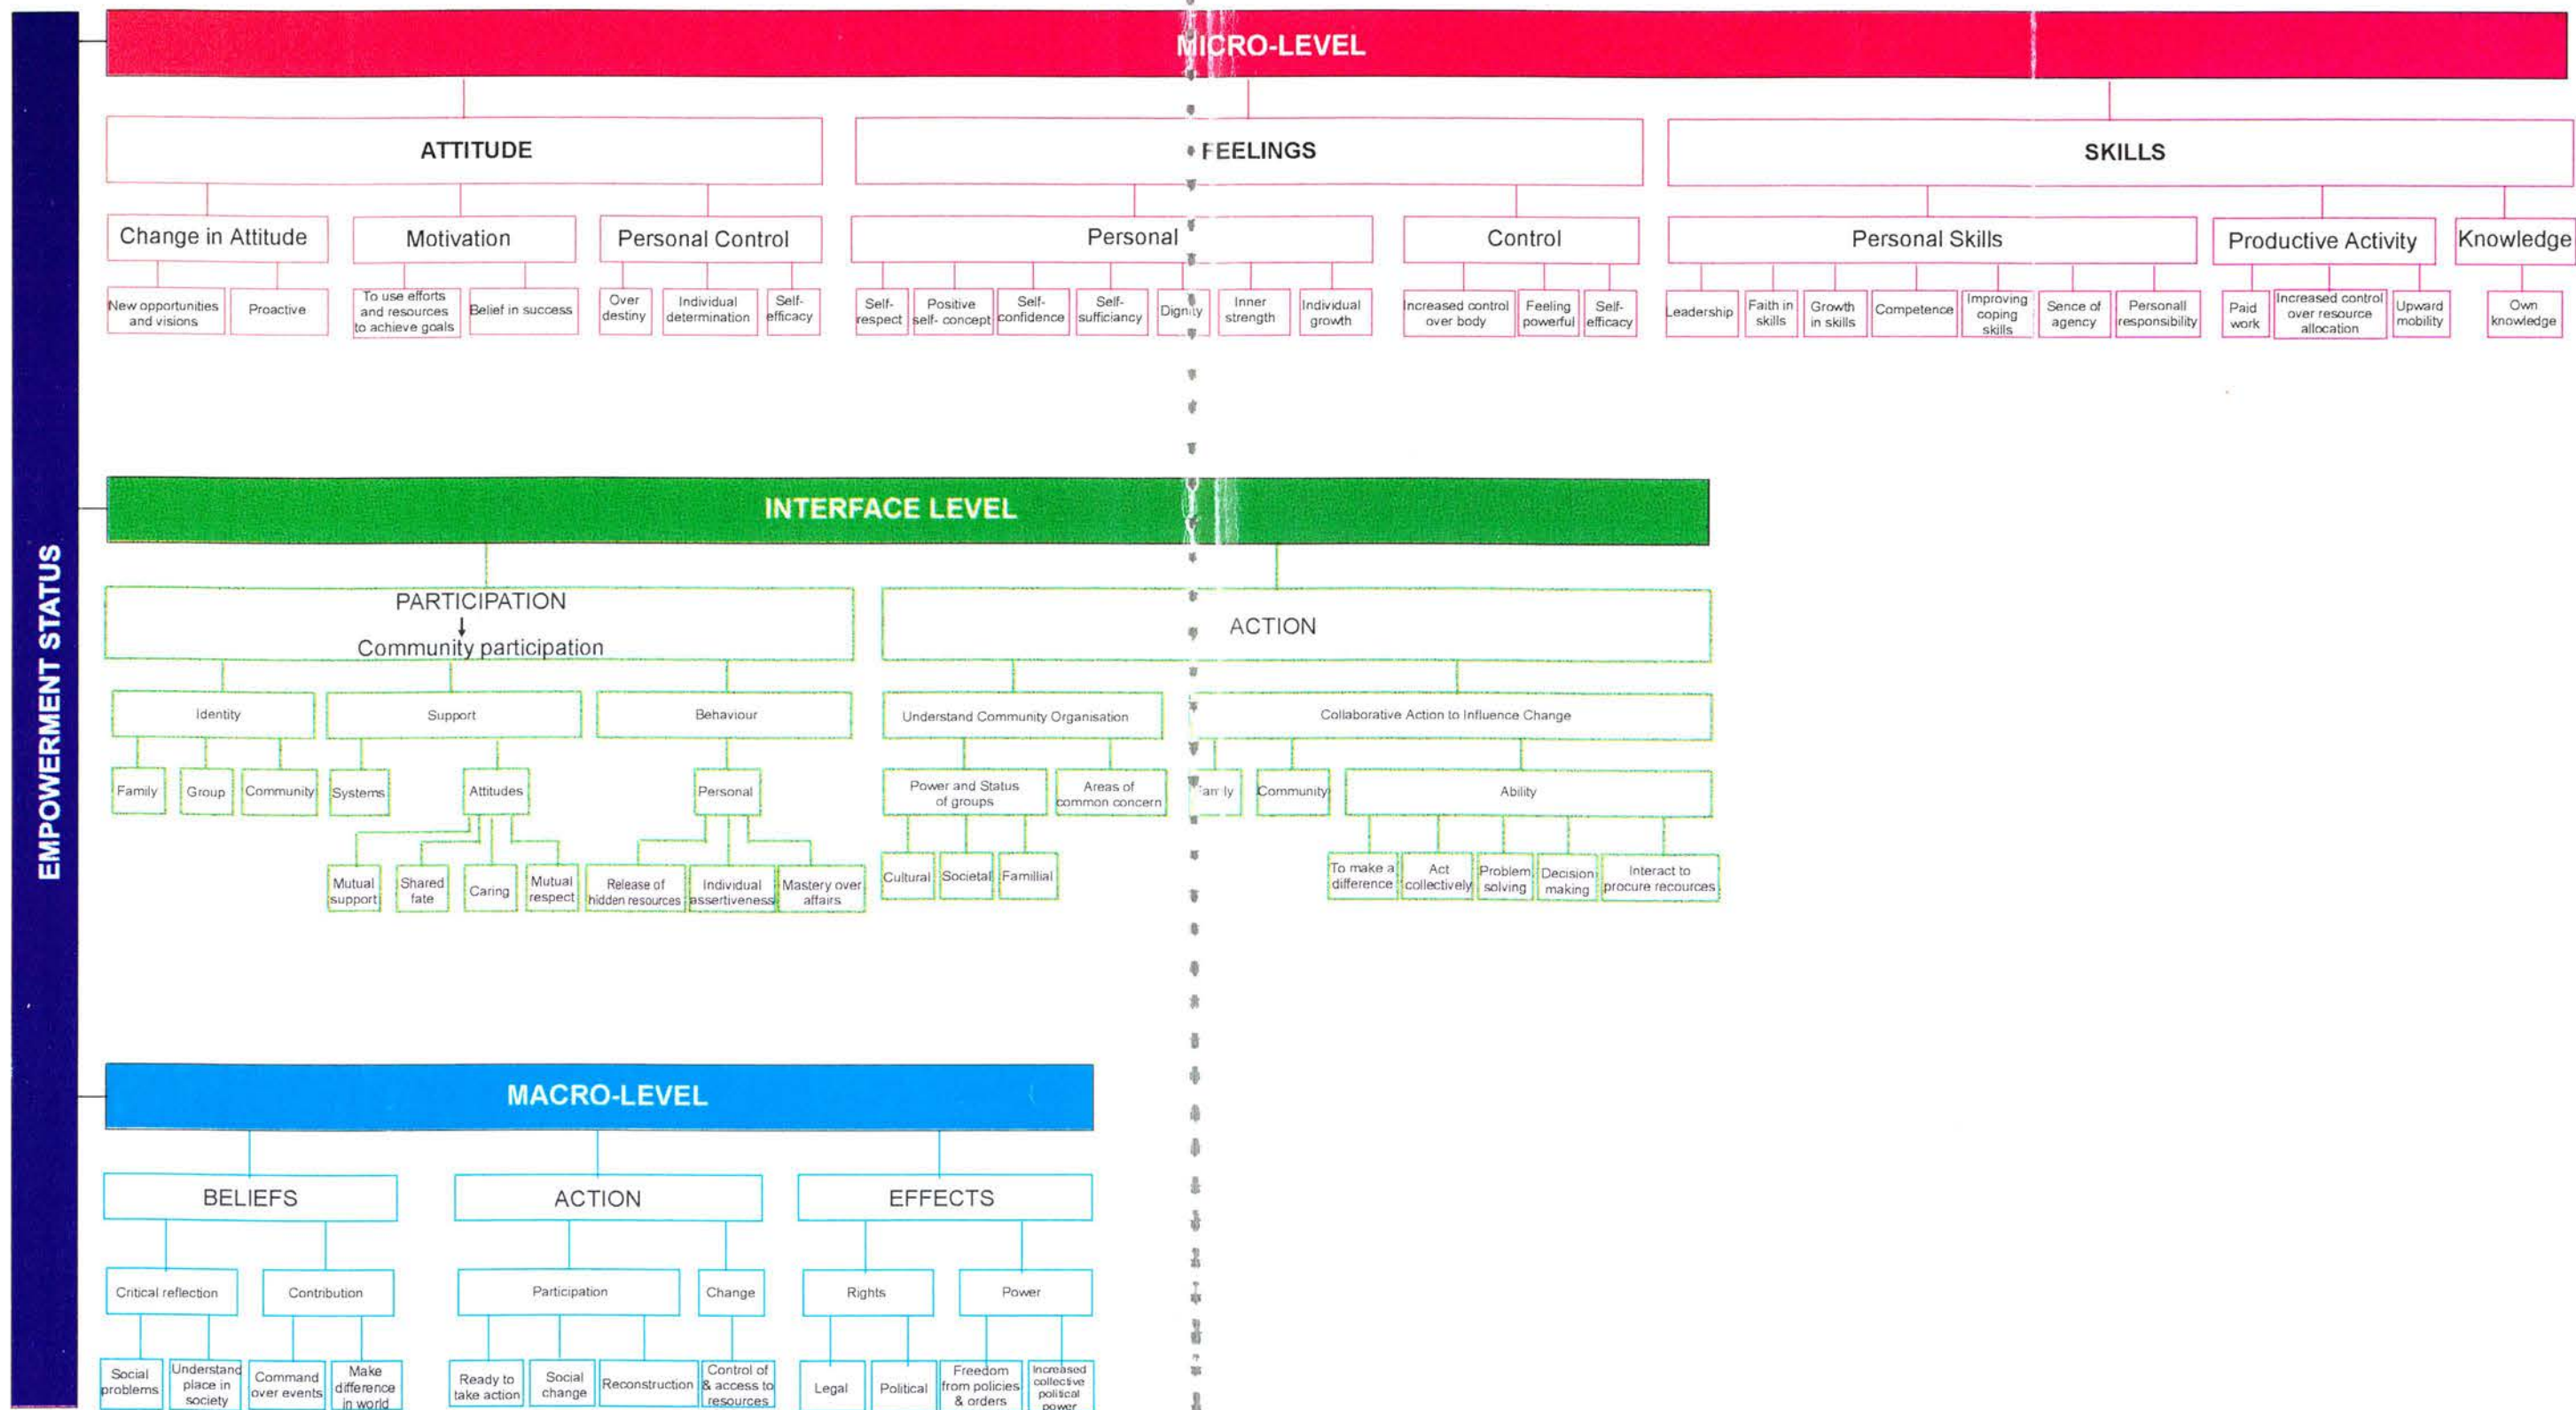 EMPOWERMENT STATUS
MICRO-LEVEL
ATTITUDE
FEELINGS
SKILLS
Change in Attitude
Motivation
Personal Control
Personal
Control
Personal Skills
Productive Activity
Knowledge
New opportunities
and visions
Proactive
To use efforts
and resources
to achieve goals
Belief in success
Over
destiny
Individual
determination
Self-
efficacy
Self-
respect
Positive
self- concept
Self-
confidence
Self-
sufficiancy
Dignity
Inner
strength
Individual
growth
Increased control
over body
Feeling
powerful
Self-
efficacy
Leadership
Faith in
skills
Growth
in skills
Competence
Improving
coping
skills
Sence of
agency
Personall
responsibility
Paid
work
Increased control
over resource
allocation
Upward
mobility
Own
knowledge
INTERFACE LEVEL
PARTICIPATION
Community participation
ACTION
Identity
Support
Behaviour
Understand Community Organisation
Collaborative Action to Influence Change
Family
Group
Community
Systems
Attitudes
Personal
Power and Status
of groups
Areas of
common concern
Family
Community
Ability
Mutual
support
Shared
fate
Caring
Mutual
respect
Release of
hidden resources
Individual
assertiveness
Mastery over
affairs
Cultural
Societal
Famillial
To make a
difference
Act
collectively
Problem
solving
Decision
making
Interact to
procure recources
MACRO-LEVEL
BELIEFS
ACTION
EFFECTS
Critical reflection
Contribution
Participation
Change
Rights
Power
Social
problems
Understand
place in
society
Command
over events
Make
difference
in world
Ready to
take action
Social
change
Reconstruction
Control of
& access to
resources
Legal
Political
Freedom
from policies
& orders
Increased
collective
political
power